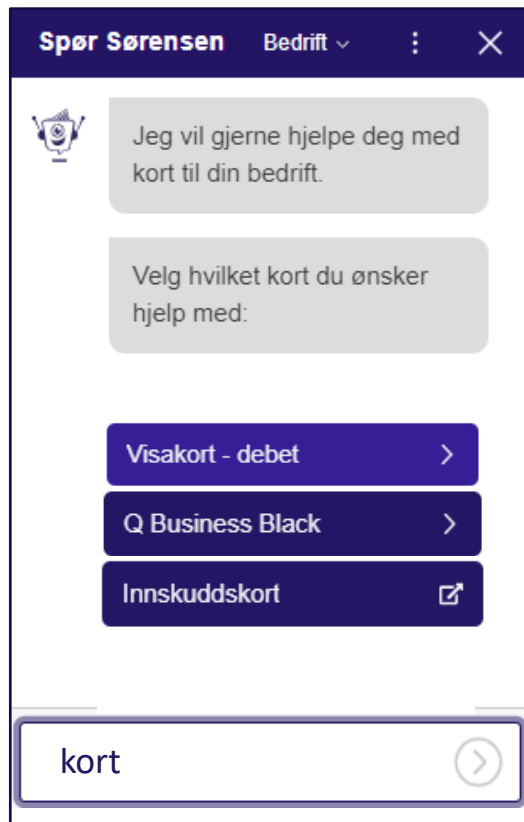 Spør Sørensen Bedrift
Jeg vil gjerne hjelpe deg med
kort til din bedrift.
Velg hvilket kort du ønsker
hjelp med:
Visakort - debet
Q Business Black
Innskuddskort
kort